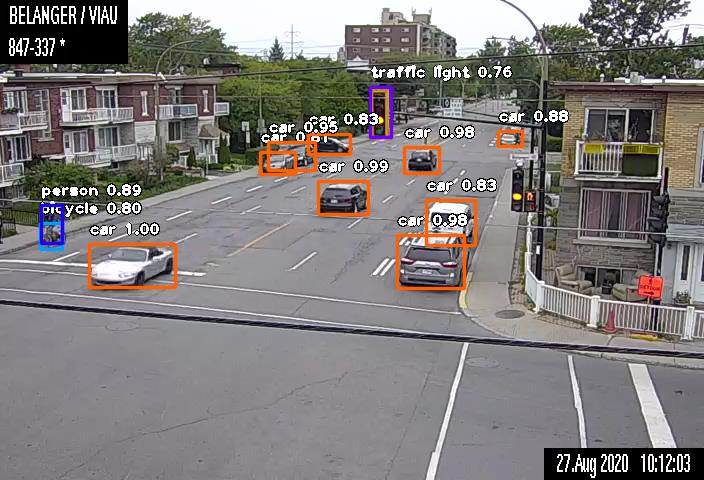 BELANGER / VIAU
847-337 *
traffic light 0.76
car 0.83
car 0.95
car 0.98
car 0.88
car 0.99
person 0.89
bicycle 0.80
car 0.83
car 0.98
car 1.00
DETOUR
27.Aug 2020 10:12:03